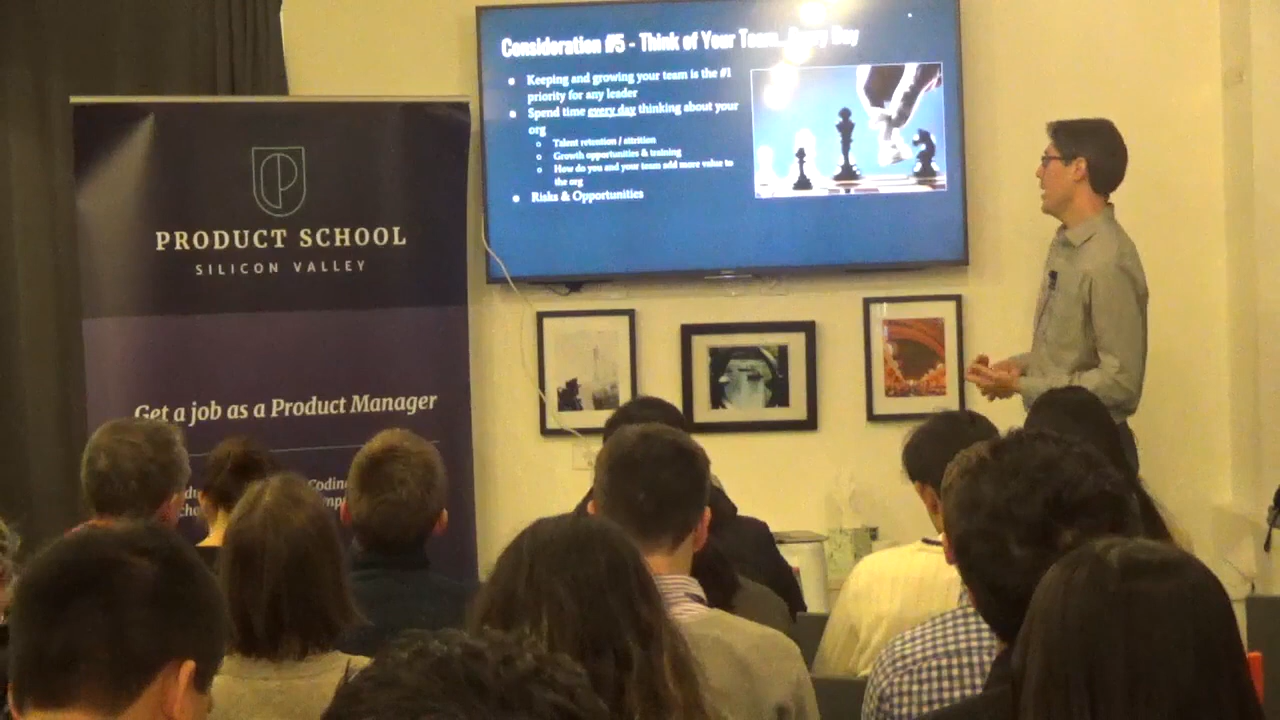 Consideration #5 - Think of Your Team, Every Day
Keeping and growing your team is the #1
priority for any leader
Spend time every day thinking about your
org
Talent retention / attrition
Growth opportunities & training
How do you and your team add more value to
the org
Risks & Opportunities
PRODUCT SCHOOL
SILICON VALLEY
Get a job as a Product Manager